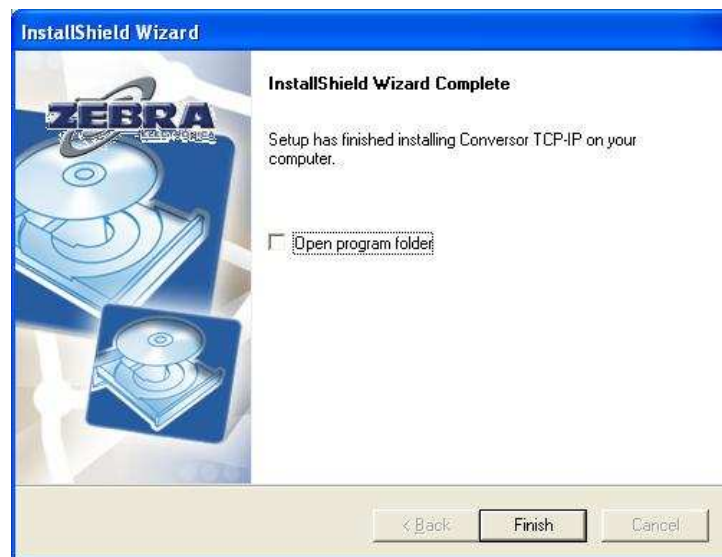 InstallShield Wizard
ZEBRA
ELECTRÓNICA
InstallShield Wizard Complete
Setup has finished installing Conversor TCP-IP on your
computer.
Open program folder
< Back
Finish
Cancel